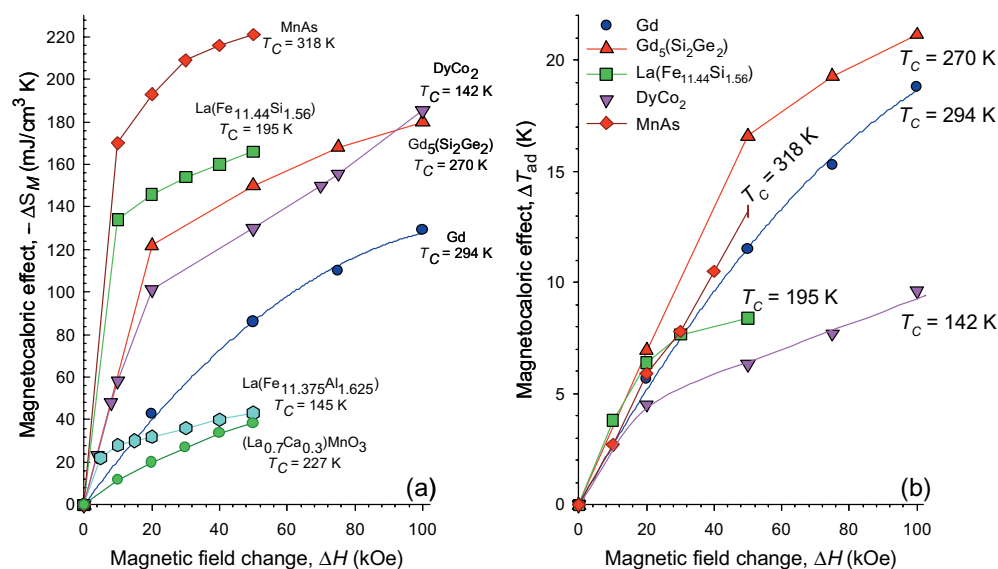 Magnetocaloric effect, – ΔS_M (mJ/cm³ K)
220
200
180
160
140
120
100
80
60
40
20
0
MnAs
T_C = 318 K
La(Fe₁₁.₄₄Si₁.₅₆)
T_C = 195 K
DyCo₂
T_C = 142 K
Gd₅(Si₂Ge₂)
T_C = 270 K
Gd
T_C = 294 K
La(Fe₁₁.₃₇₅Al₁.₆₂₅)
T_C = 145 K
(La₀.₇Ca₀.₃)MnO₃
T_C = 227 K
(a)
0 20 40 60 80 100
Magnetic field change, ΔH (kOe)
Magnetocaloric effect, ΔT_ad (K)
20
15
10
5
0
Gd
Gd₅(Si₂Ge₂)
La(Fe₁₁.₄₄Si₁.₅₆)
DyCo₂
MnAs
T_C = 270 K
T_C = 294 K
T_C = 318 K
T_C = 195 K
T_C = 142 K
(b)
0 20 40 60 80 100
Magnetic field change, ΔH (kOe)